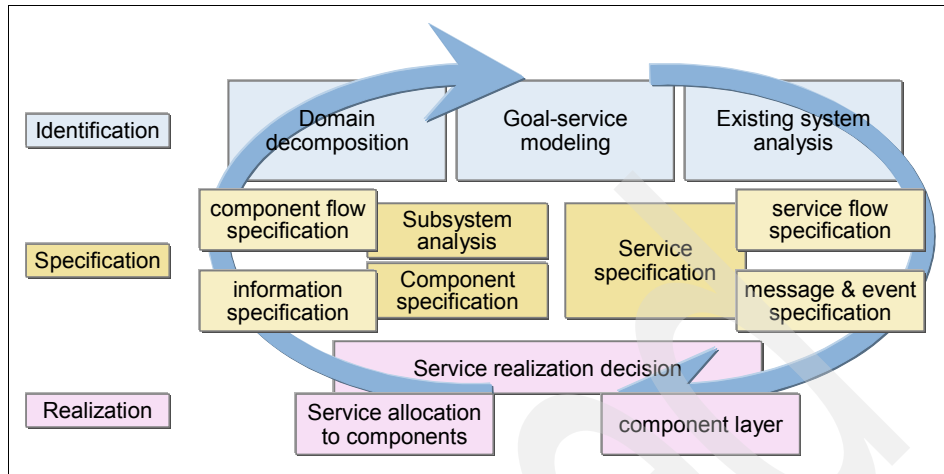 Identification
Domain
decomposition
Goal-service
modeling
Existing system
analysis
Specification
component flow
specification
Subsystem
analysis
Service
specification
service flow
specification
information
specification
Component
specification
message & event
specification
Realization
Service realization decision
Service allocation
to components
component layer